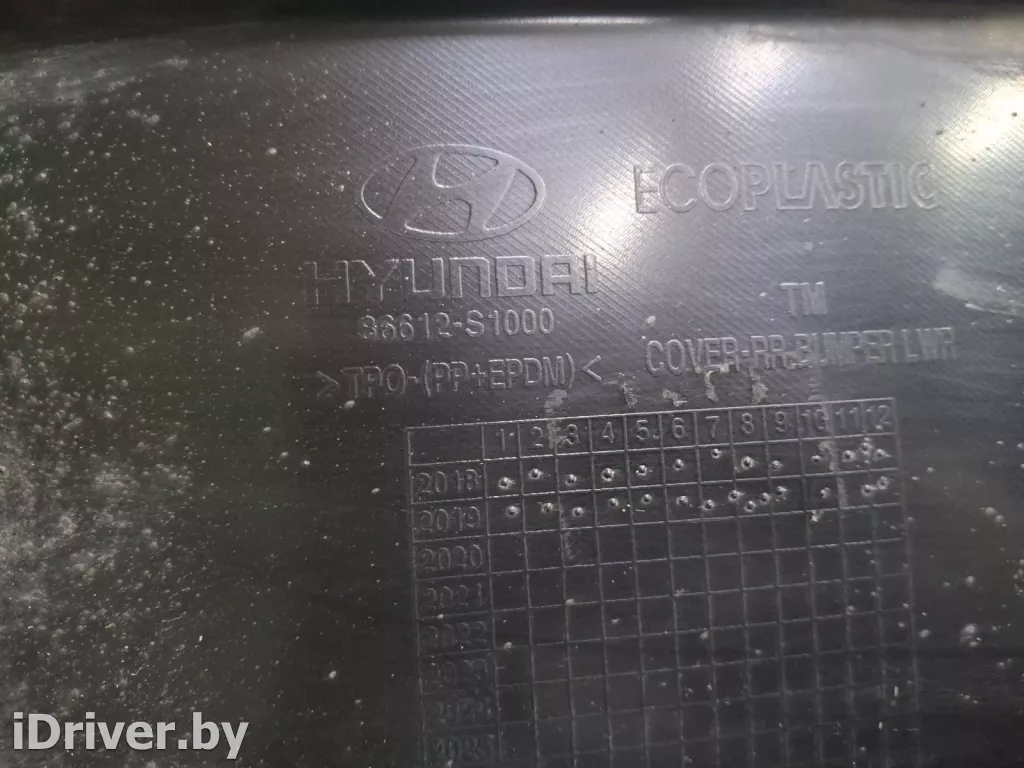 ECOPLASTIC
HYUNDAI
86612-S1000
TM
>TPO-(PP+EPDM)<
COVER-RR BUMPER LWR
1 2 3 4 5 6 7 8 9 10 11 12
2018
2019
2020
2021
2022
2023
iDriver.by